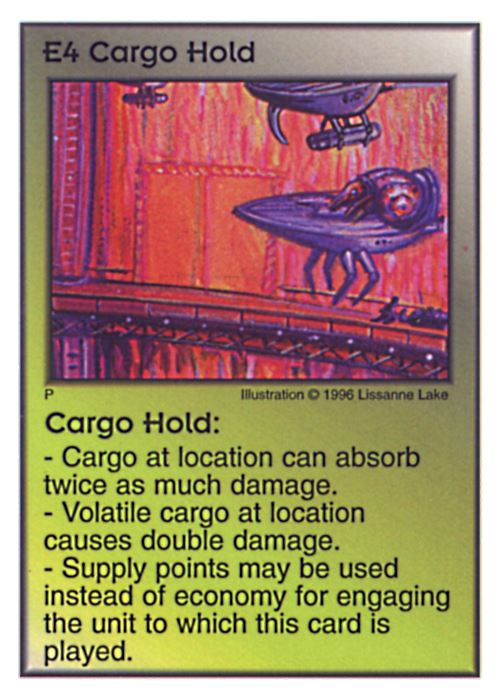 E4 Cargo Hold
P
Illustration © 1996 Lissanne Lake
Cargo Hold:
- Cargo at location can absorb
twice as much damage.
- Volatile cargo at location
causes double damage.
- Supply points may be used
instead of economy for engaging
the unit to which this card is
played.